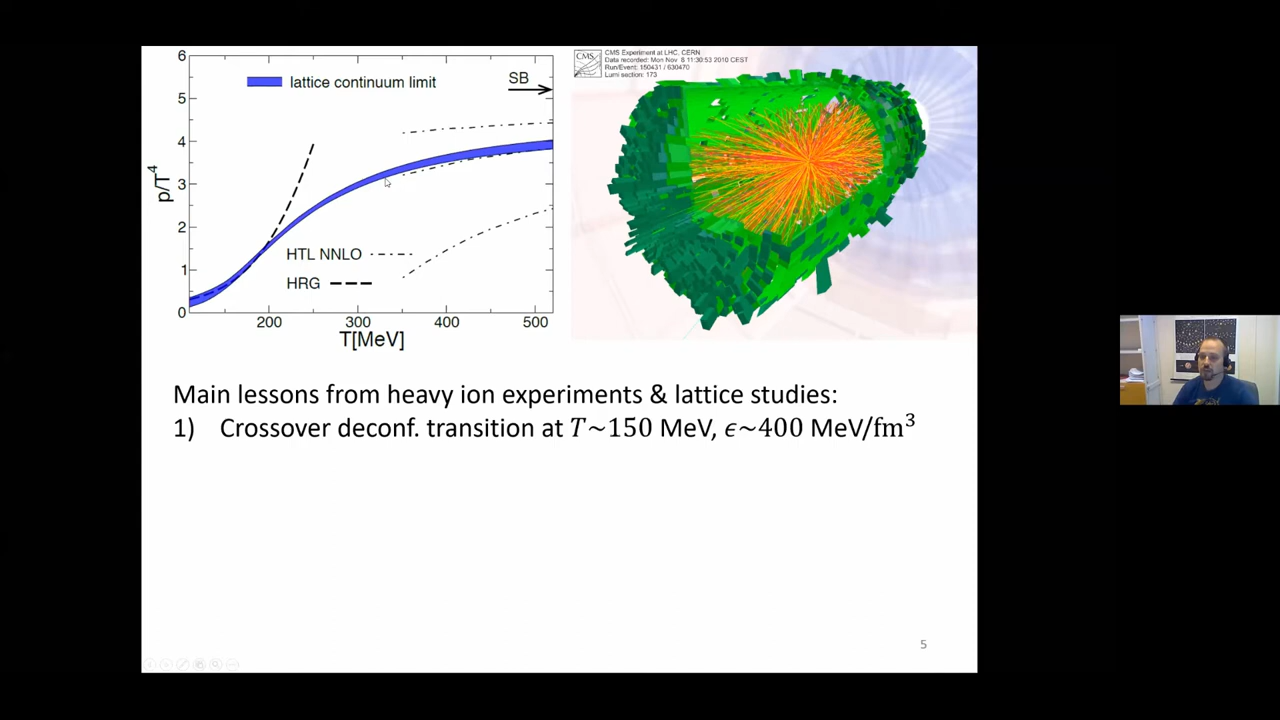 6
5
4
3
2
1
0
p/T^4
lattice continuum limit
SB
HTL NNLO
HRG
200 300 400 500
T[MeV]
CMS
CMS Experiment at LHC, CERN
Data recorded: Mon Nov 8 11:30:53 2010 CEST
Run/Event: 150431 / 630470
Lumi section: 173
Main lessons from heavy ion experiments & lattice studies:
1) Crossover deconf. transition at T~150 MeV, ϵ~400 MeV/fm³
5